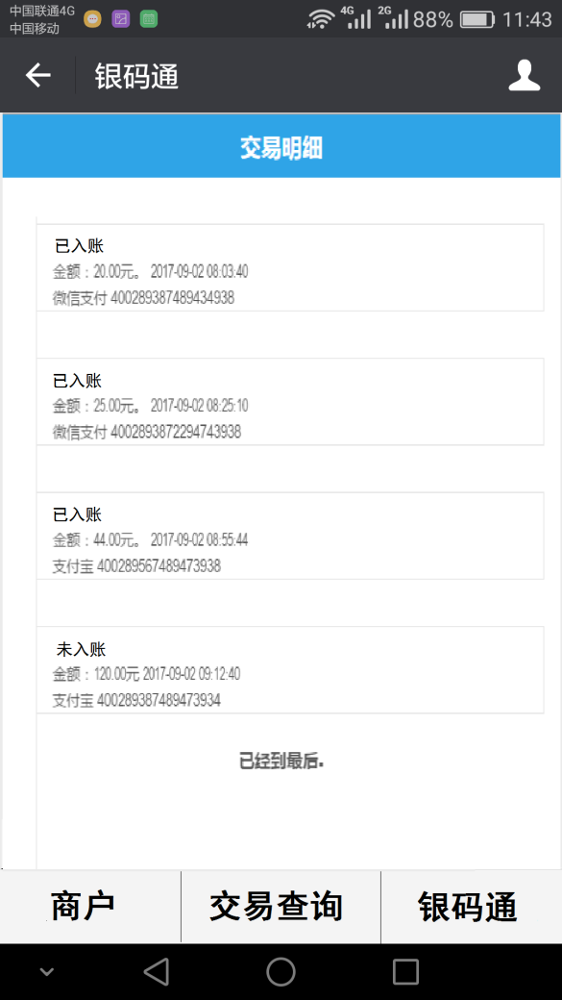 中国联通4G
中国移动
4G 2G 88% 11:43
银码通
交易明细
已入账
金额：20.00元。 2017-09-02 08:03:40
微信支付 400289387489434938
已入账
金额：25.00元。 2017-09-02 08:25:10
微信支付 4002893872294743938
已入账
金额：44.00元。 2017-09-02 08:55:44
支付宝 400289567489473938
未入账
金额：120.00元 2017-09-02 09:12:40
支付宝 400289387489473934
已经到最后.
商户 交易查询 银码通